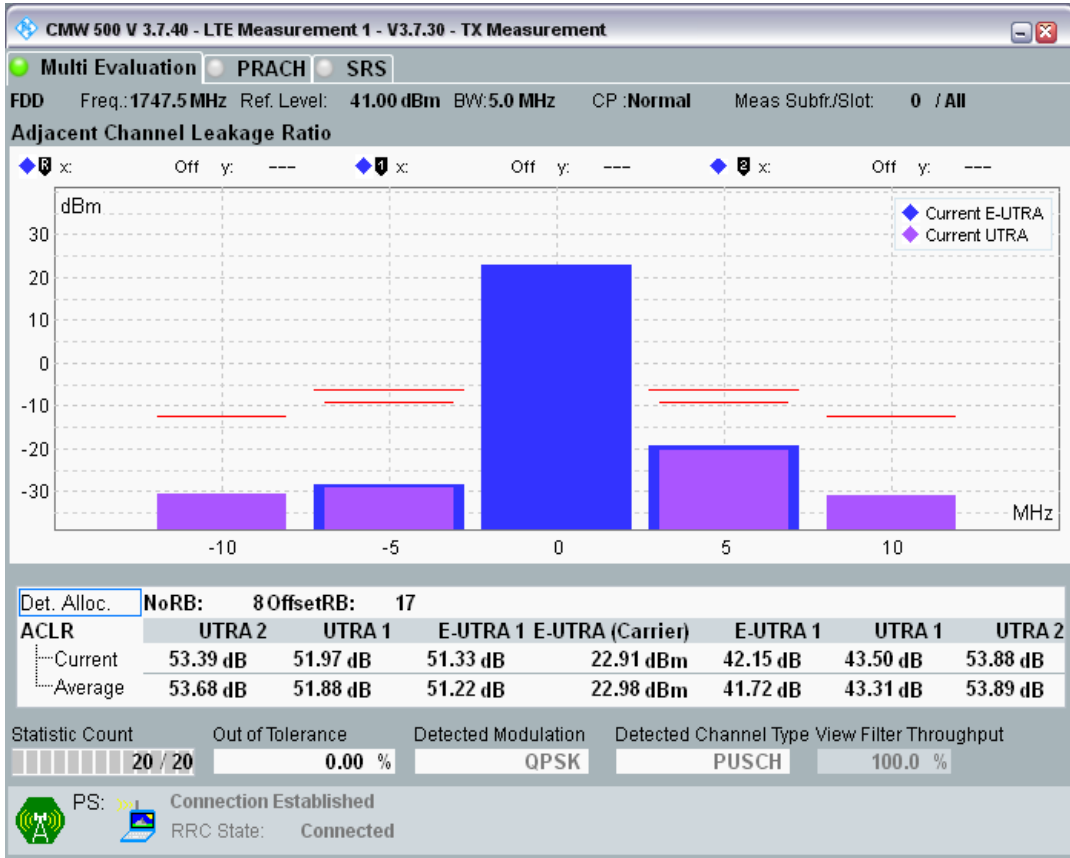 CMW 500 V 3.7.40 - LTE Measurement 1 - V3.7.30 - TX Measurement
Multi Evaluation PRACH SRS
FDD Freq.:1747.5 MHz Ref. Level: 41.00 dBm BW:5.0 MHz CP :Normal Meas Subfr./Slot: 0 / All
Adjacent Channel Leakage Ratio
R x: Off y: --- 1 x: Off y: --- 2 x: Off y: ---
dBm
Current E-UTRA
Current UTRA
30
20
10
0
-10
-20
-30
MHz
-10 -5 0 5 10
Det. Alloc. NoRB: 8 OffsetRB: 17
ACLR UTRA 2 UTRA 1 E-UTRA 1 E-UTRA (Carrier) E-UTRA 1 UTRA 1 UTRA 2
Current 53.39 dB 51.97 dB 51.33 dB 22.91 dBm 42.15 dB 43.50 dB 53.88 dB
Average 53.68 dB 51.88 dB 51.22 dB 22.98 dBm 41.72 dB 43.31 dB 53.89 dB
Statistic Count Out of Tolerance Detected Modulation Detected Channel Type View Filter Throughput
20 / 20 0.00 % QPSK PUSCH 100.0 %
PS: Connection Established
RRC State: Connected